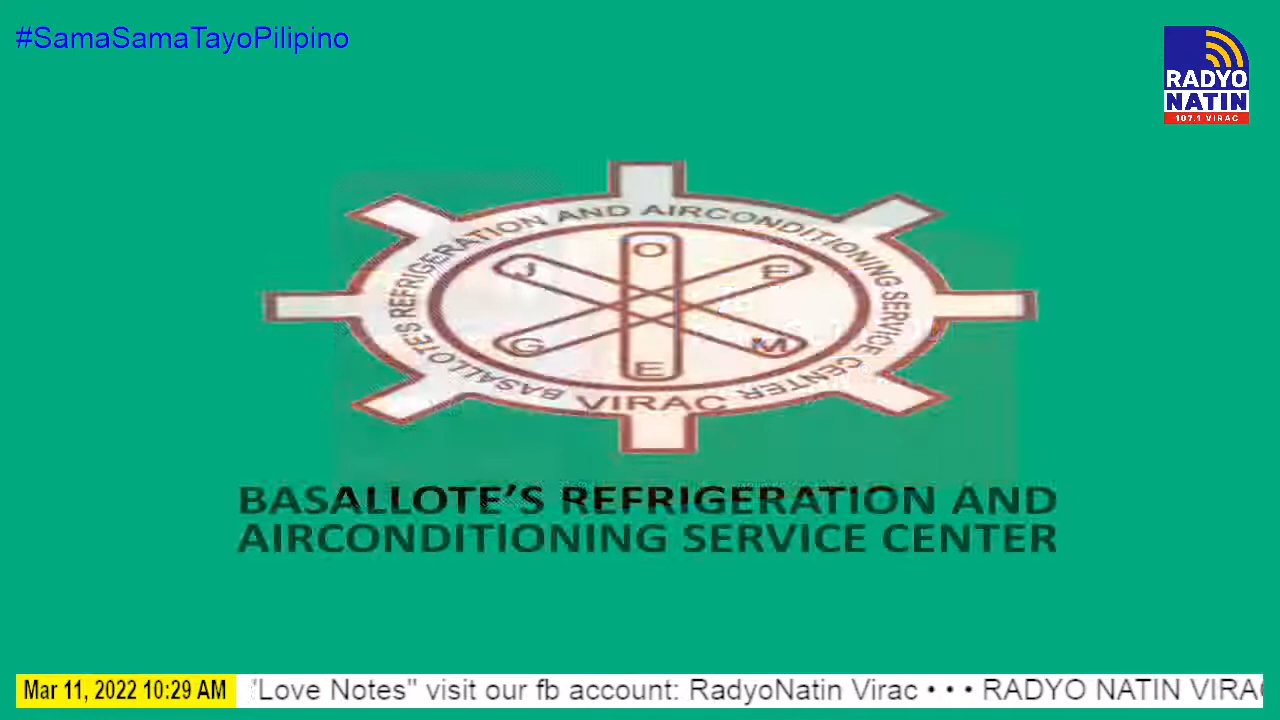 #SamaSamaTayoPilipino
RADYO
NATIN
107.1 VIRAC
BASALLOTE'S REFRIGERATION AND AIRCONDITIONING SERVICE CENTER
J O E
G E M
VIRAC
BASALLOTE'S REFRIGERATION AND
AIRCONDITIONING SERVICE CENTER
Mar 11, 2022 10:29 AM
"Love Notes" visit our fb account: RadyoNatin Virac • • • RADYO NATIN VIRAC